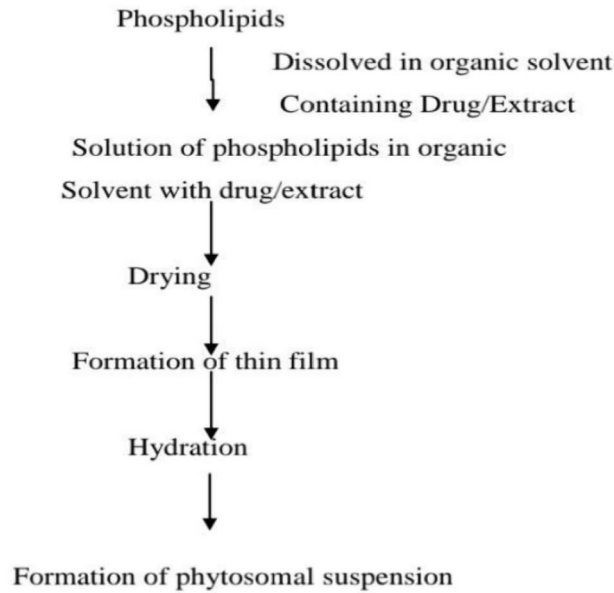 Phospholipids
Dissolved in organic solvent
Containing Drug/Extract
Solution of phospholipids in organic
Solvent with drug/extract
Drying
Formation of thin film
Hydration
Formation of phytosomal suspension